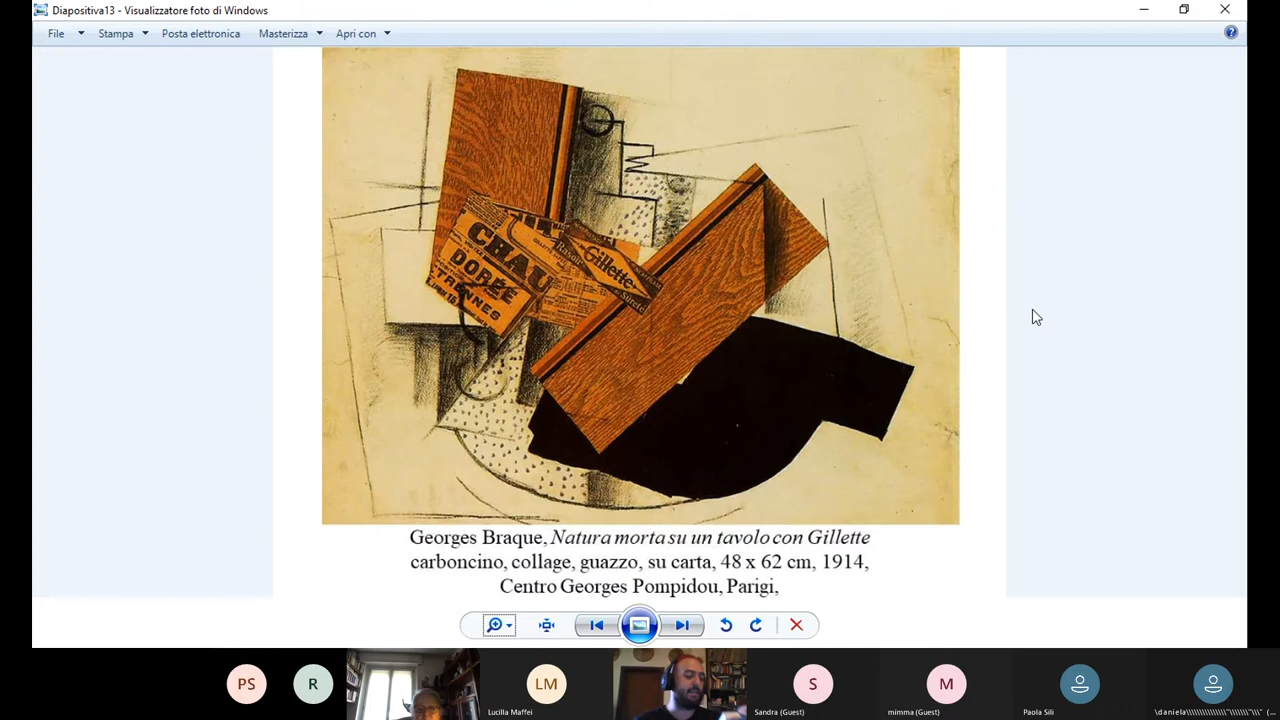 Diapositiva13 - Visualizzatore foto di Windows
File
Stampa
Posta elettronica
Masterizza
Apri con
CHAU
DORÉE
TRENNES
Rasoir
Gillette
Georges Braque, Natura morta su un tavolo con Gillette
carboncino, collage, guazzo, su carta, 48 x 62 cm, 1914,
Centro Georges Pompidou, Parigi,
PS
R
LM
S
M
Lucilla Maffei
Sandra (Guest)
mimma (Guest)
Paola Sili